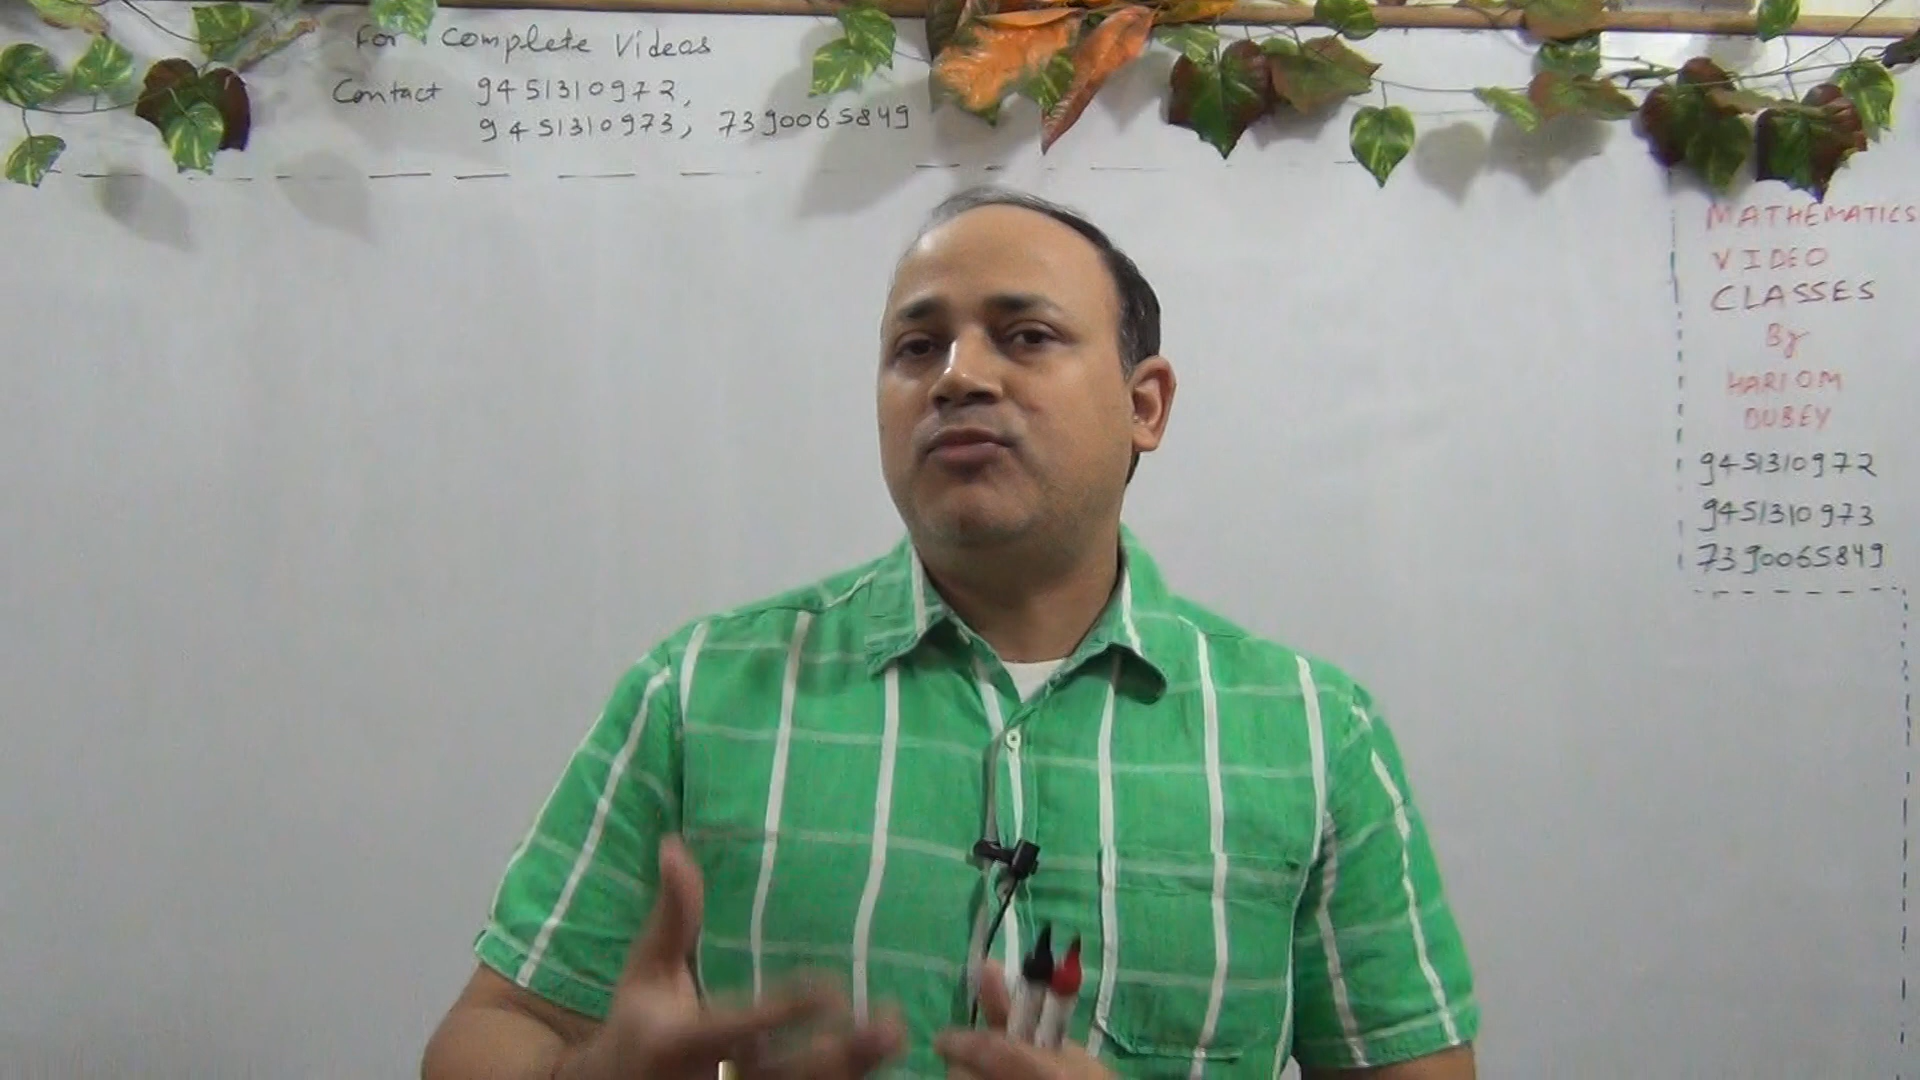 For Complete Videos
Contact 9451310972,
9451310973, 7390065849
MATHEMATICS
VIDEO
CLASSES
By
HARIOM
DUBEY
9451310972
9451310973
7390065849